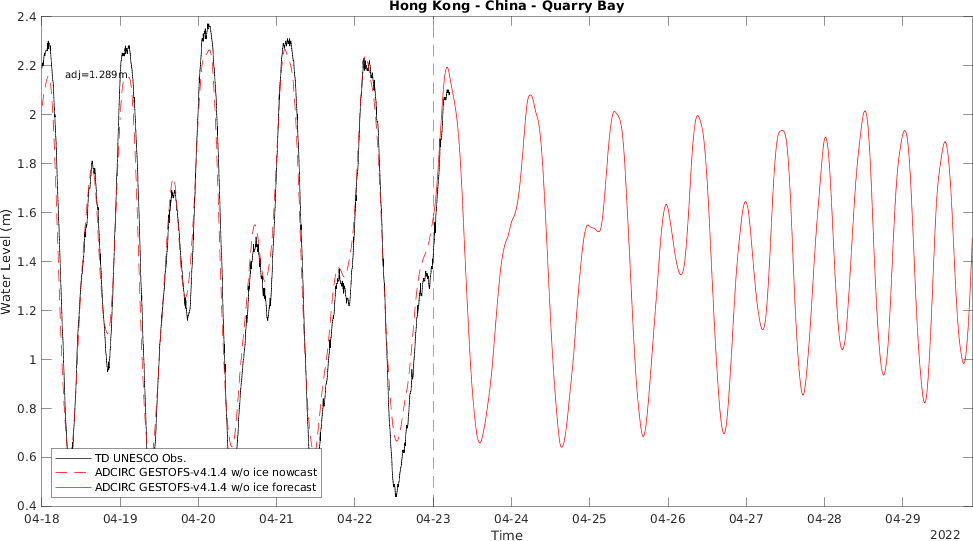 Hong Kong - China - Quarry Bay
2.4
2.2
2
1.8
1.6
1.4
1.2
1
0.8
0.6
0.4
Water Level (m)
adj=1.289m
TD UNESCO Obs.
ADCIRC GESTOFS-v4.1.4 w/o ice nowcast
ADCIRC GESTOFS-v4.1.4 w/o ice forecast
04-18 04-19 04-20 04-21 04-22 04-23 04-24 04-25 04-26 04-27 04-28 04-29
Time
2022